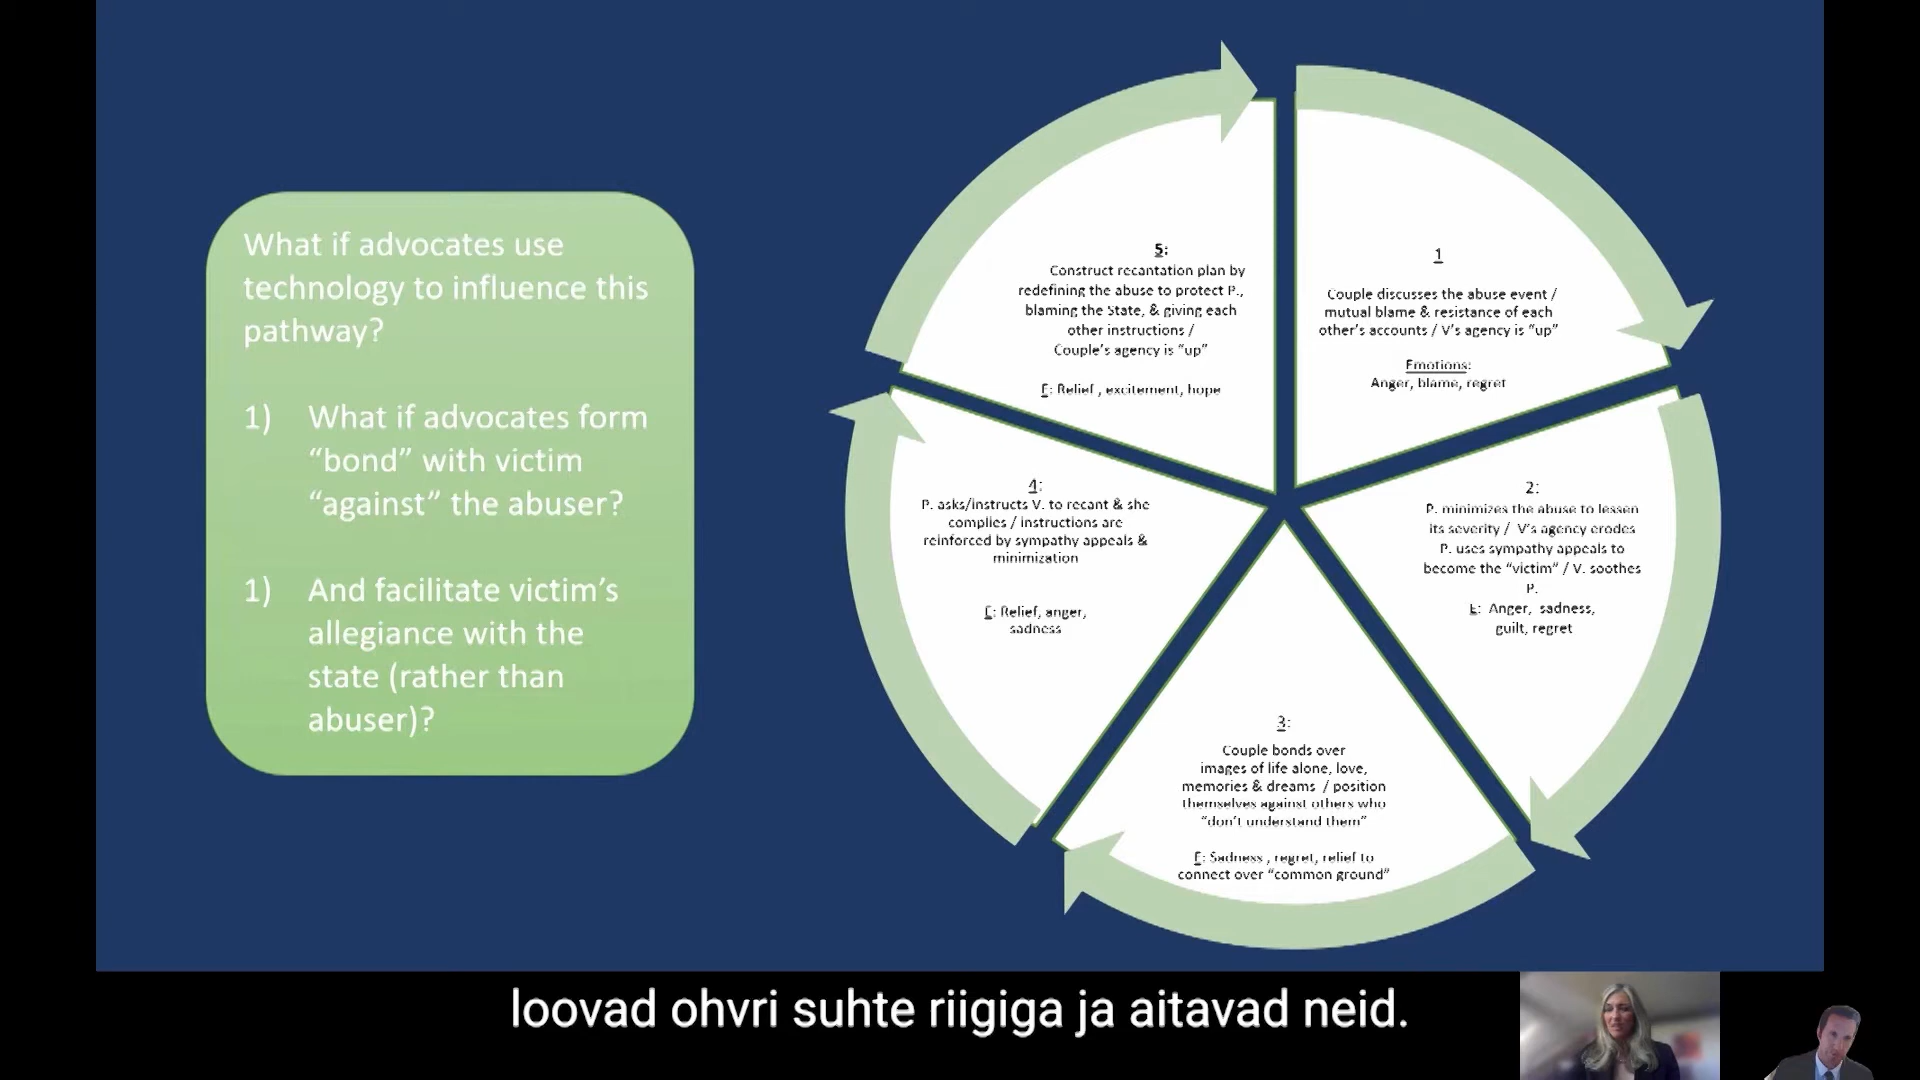 What if advocates use
technology to influence this
pathway?
1) What if advocates form
“bond” with victim
“against” the abuser?
1) And facilitate victim’s
allegiance with the
state (rather than
abuser)?
1
Couple discusses the abuse event /
mutual blame & resistance of each
other’s accounts / V’s agency is “up”
Emotions:
Anger, blame, regret
2:
P. minimizes the abuse to lessen
its severity / V’s agency erodes
P. uses sympathy appeals to
become the “victim” / V. soothes
P.
E: Anger, sadness,
guilt, regret
3:
Couple bonds over
images of life alone, love,
memories & dreams / position
themselves against others who
“don’t understand them”
E: Sadness , regret, relief to
connect over “common ground”
4:
P. asks/instructs V. to recant & she
complies / instructions are
reinforced by sympathy appeals &
minimization
E: Relief, anger,
sadness
5:
Construct recantation plan by
redefining the abuse to protect P.,
blaming the State, & giving each
other instructions /
Couple’s agency is “up”
E: Relief , excitement, hope
loovad ohvri suhte riigiga ja aitavad neid.